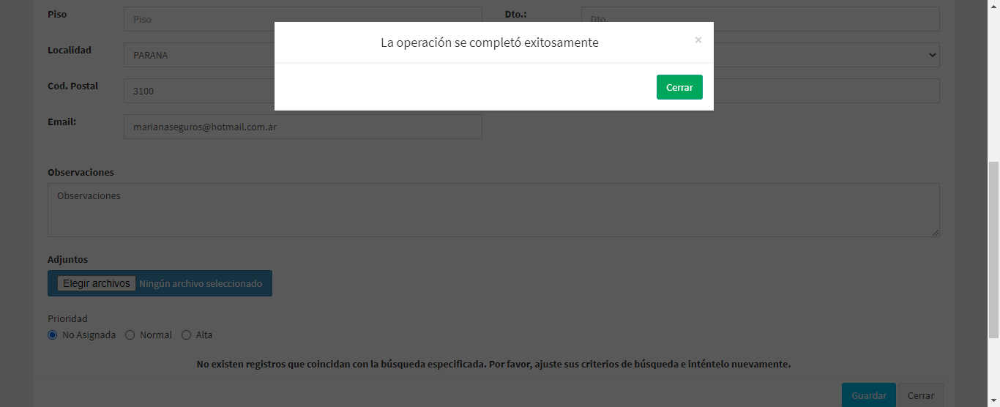 Piso
Piso
Dto.:
Dto.
La operación se completó exitosamente
×
Localidad
PARANA
Cod. Postal
3100
Cerrar
Email:
marianaseguros@hotmail.com.ar
Observaciones
Observaciones
Adjuntos
Elegir archivos Ningún archivo seleccionado
Prioridad
No Asignada Normal Alta
No existen registros que coincidan con la búsqueda especificada. Por favor, ajuste sus criterios de búsqueda e inténtelo nuevamente.
Guardar Cerrar